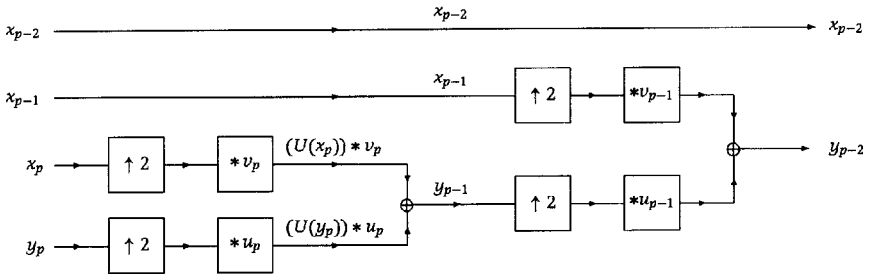 x_{p-2} x_{p-2} x_{p-2}
x_{p-1} x_{p-1} ↑ 2 *v_{p-1}
y_{p-2}
x_p ↑ 2 * v_p (U(x_p)) * v_p
y_{p-1} ↑ 2 *u_{p-1}
y_p ↑ 2 * u_p (U(y_p)) * u_p